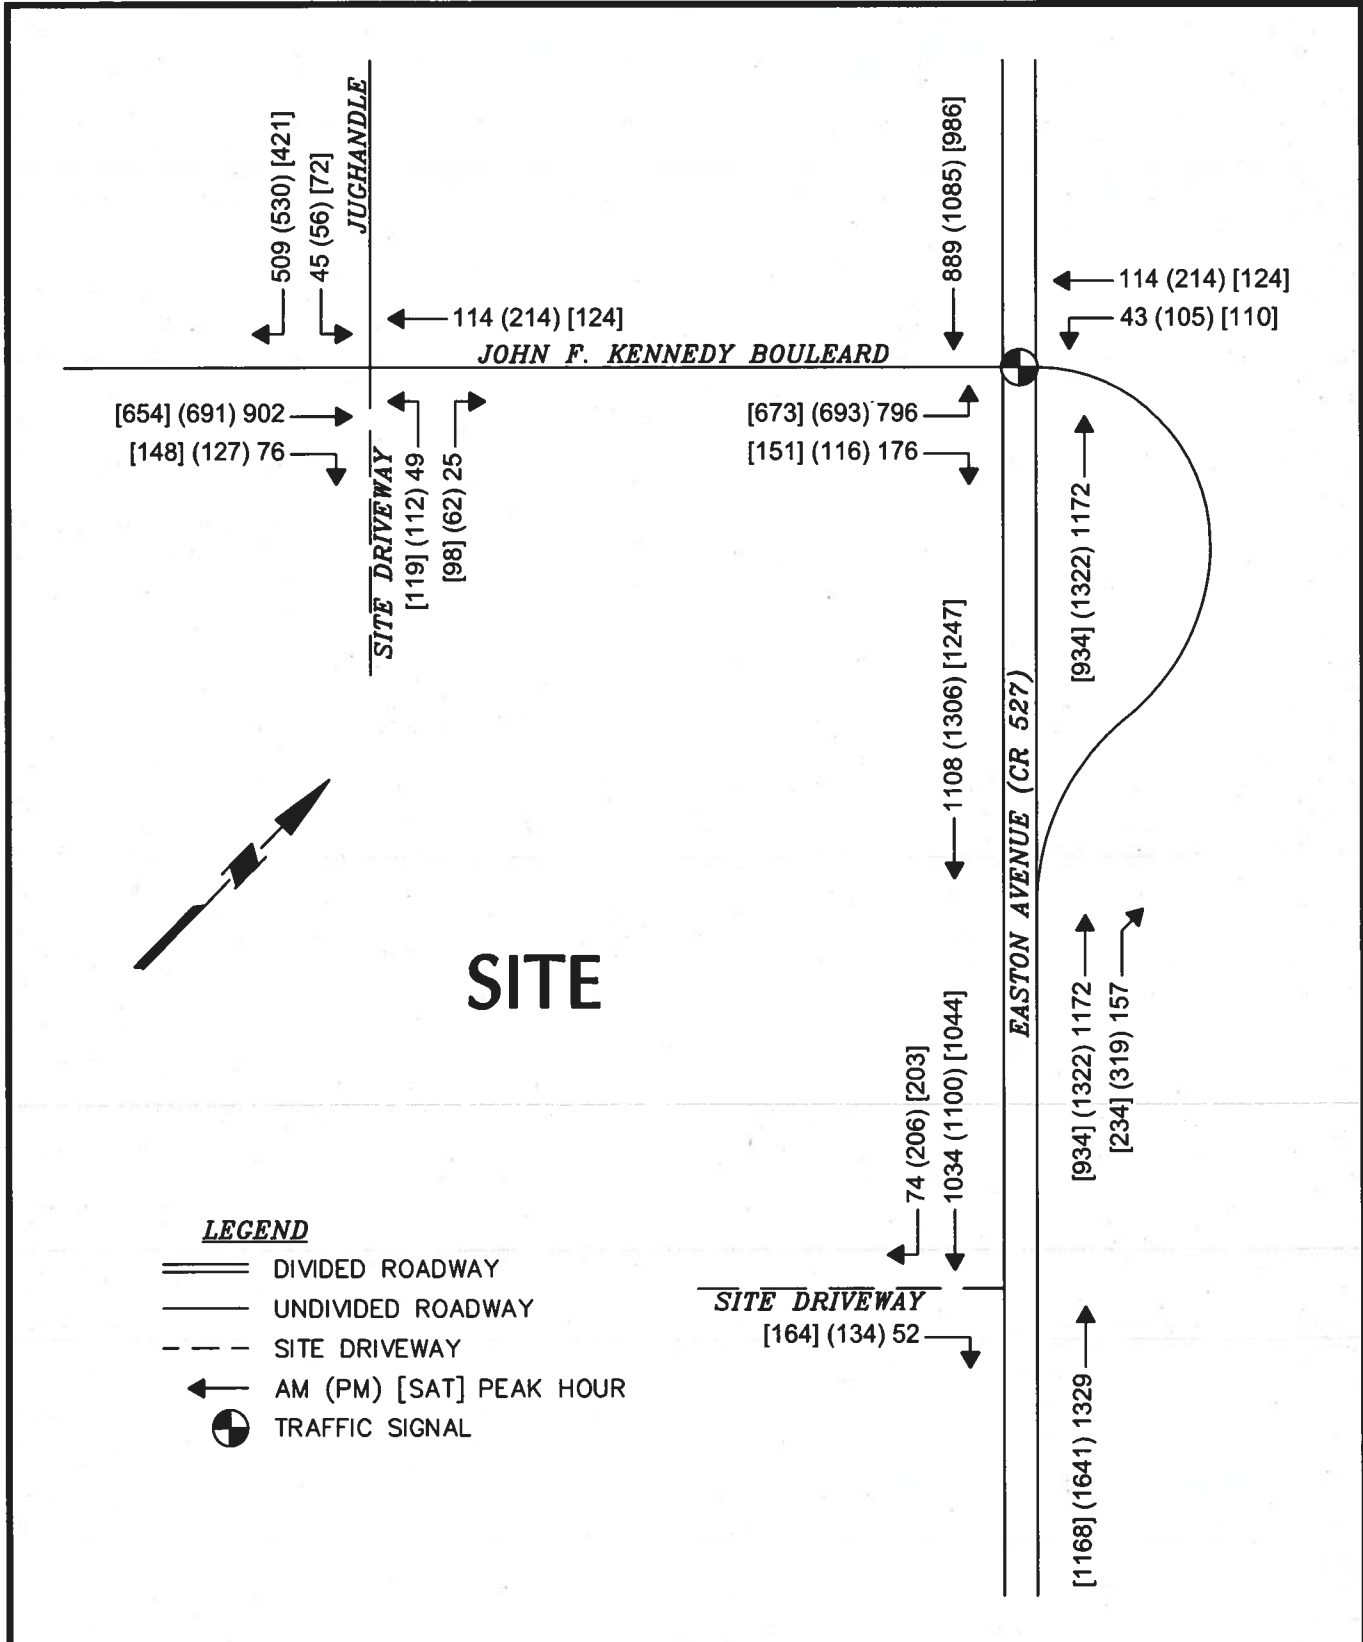 509 (530) [421]
45 (56) [72]
JUGHANDLE
114 (214) [124]
889 (1085) [986]
114 (214) [124]
43 (105) [110]
JOHN F. KENNEDY BOULEARD
[654] (691) 902
[148] (127) 76
SITE DRIVEWAY
[119] (112) 49
[98] (62) 25
[673] (693) 796
[151] (116) 176
[934] (1322) 1172
1108 (1306) [1247]
EASTON AVENUE (CR 527)
SITE
74 (206) [203]
1034 (1100) [1044]
[934] (1322) 1172
[234] (319) 157
SITE DRIVEWAY
[164] (134) 52
[1168] (1641) 1329
LEGEND
DIVIDED ROADWAY
UNDIVIDED ROADWAY
SITE DRIVEWAY
AM (PM) [SAT] PEAK HOUR
TRAFFIC SIGNAL